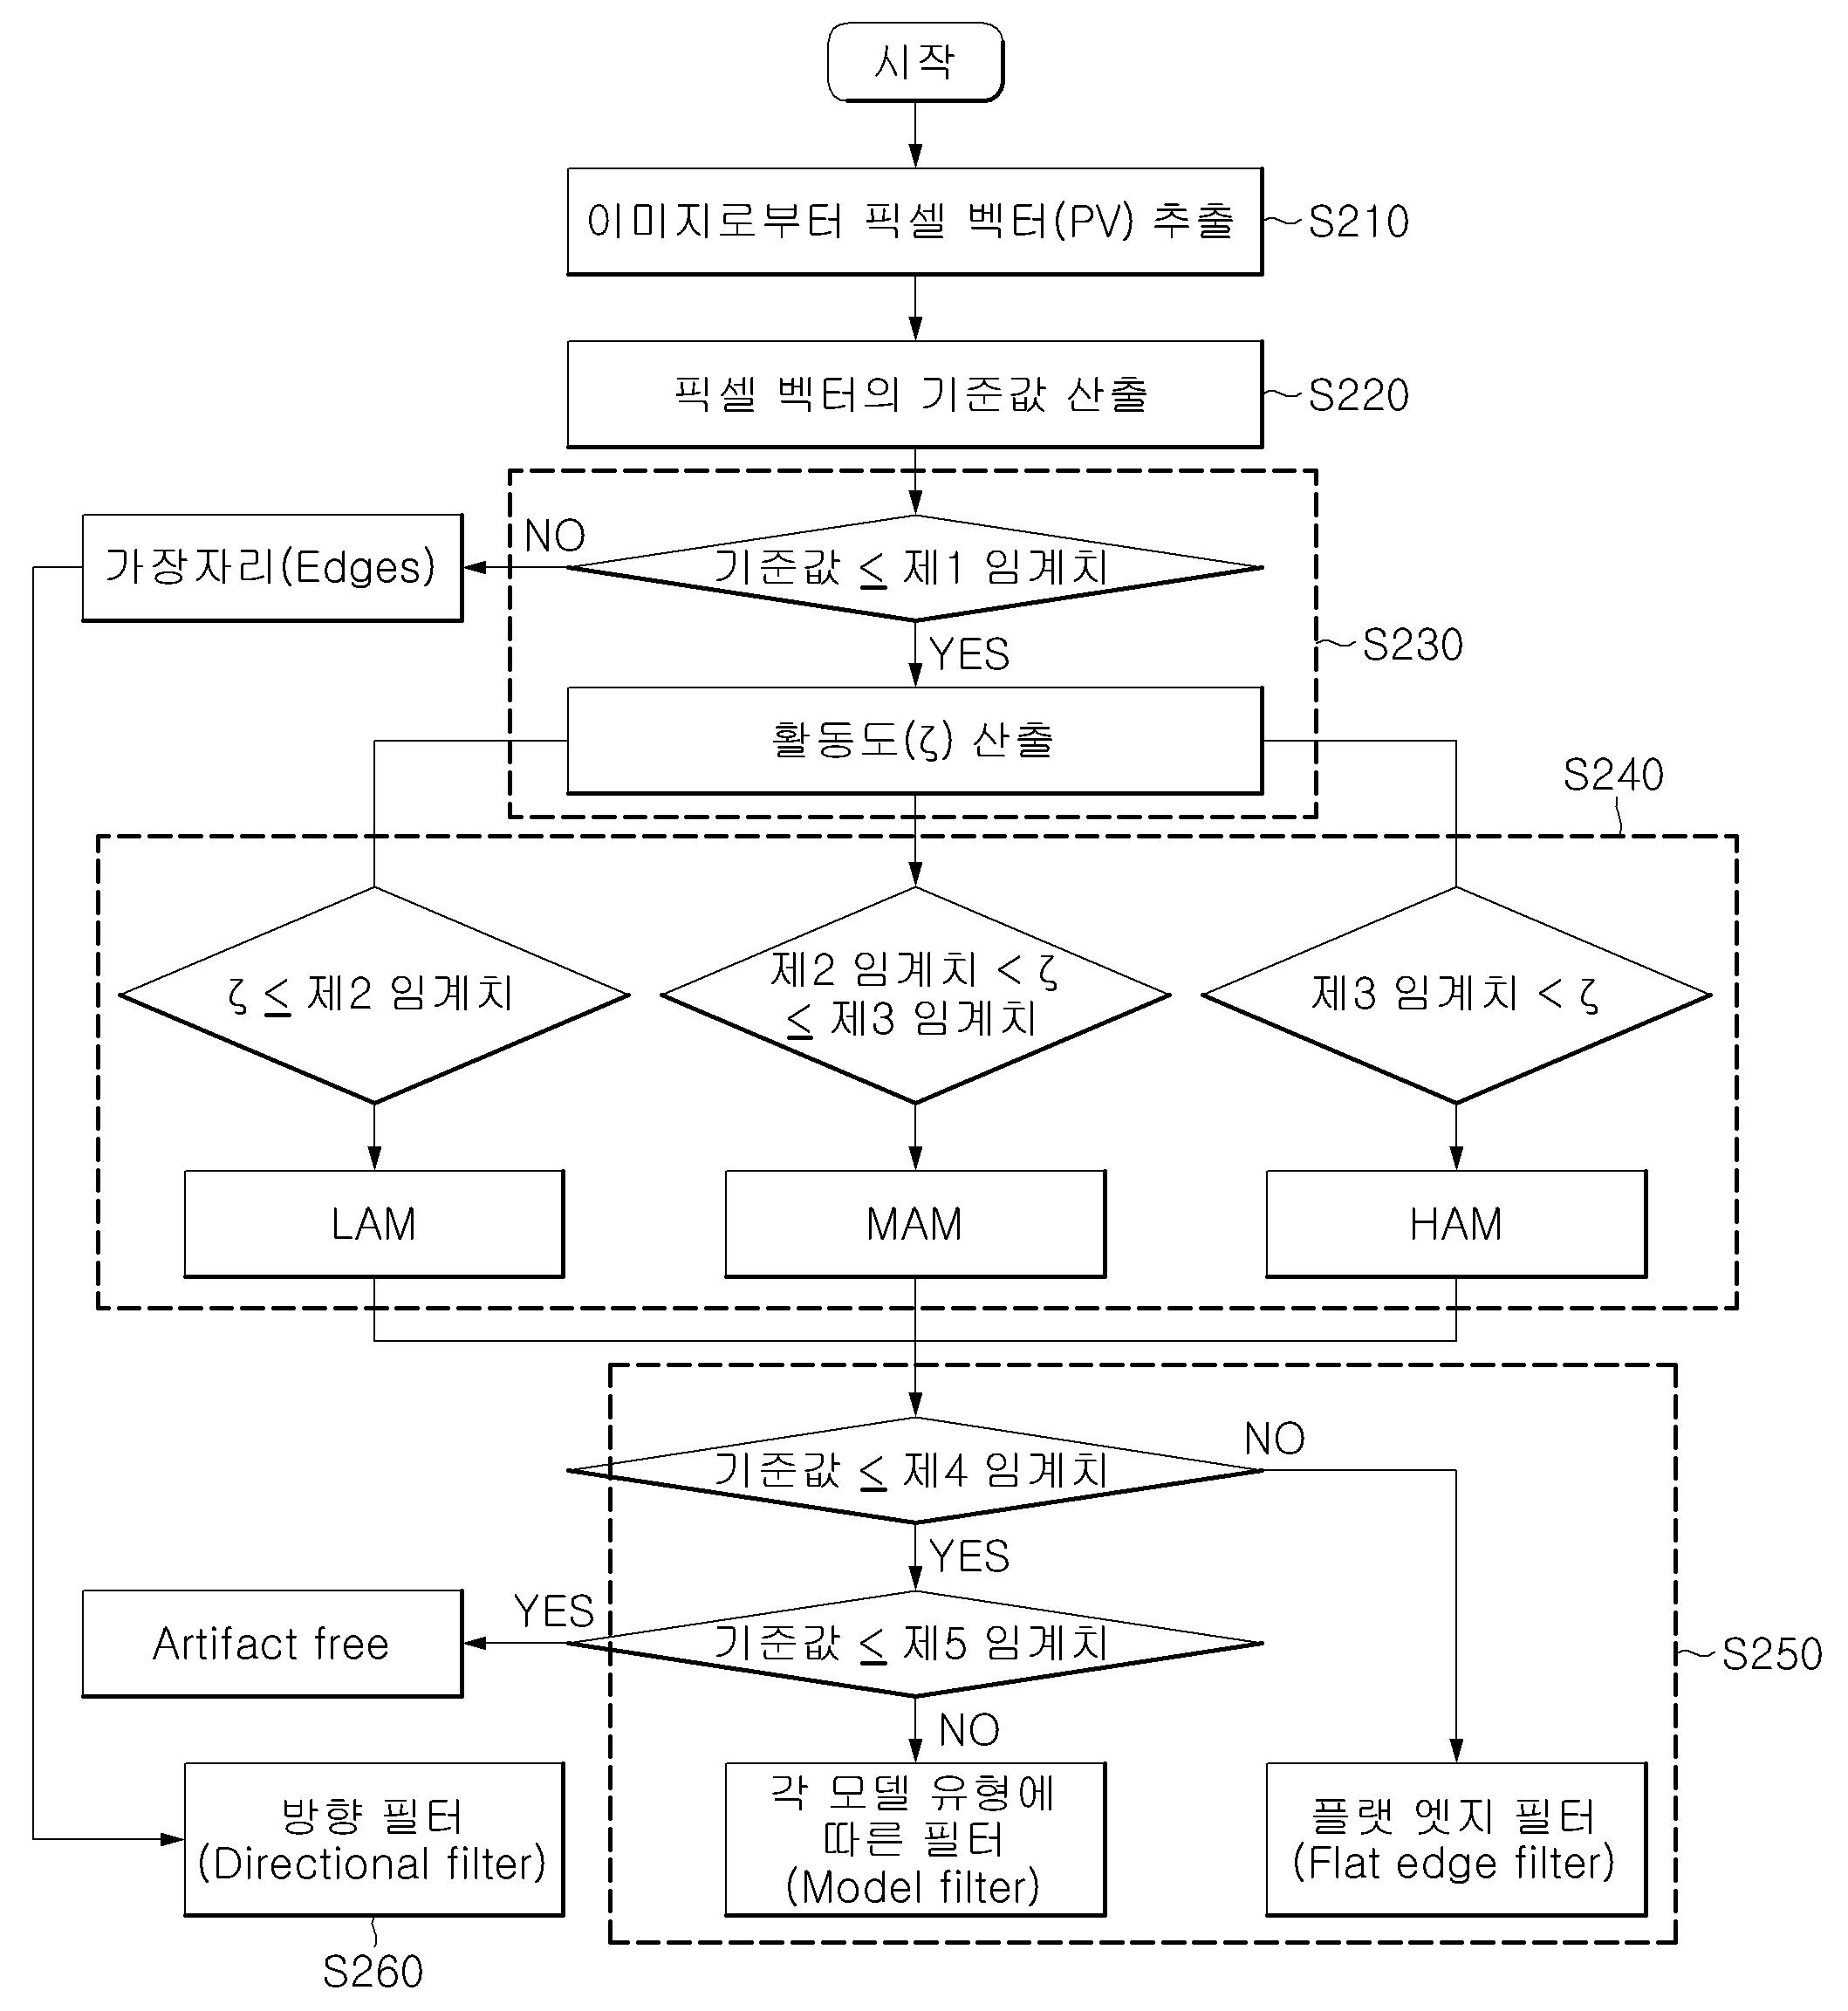 시작
이미지로부터 픽셀 벡터(PV) 추출
S210
픽셀 벡터의 기준값 산출
S220
가장자리(Edges)
NO
기준값 ≤ 제1 임계치
YES
S230
활동도(ζ) 산출
S240
ζ ≤ 제2 임계치
제2 임계치 < ζ
≤ 제3 임계치
제3 임계치 < ζ
LAM
MAM
HAM
기준값 ≤ 제4 임계치
NO
YES
Artifact free
YES
기준값 ≤ 제5 임계치
S250
NO
방향 필터
(Directional filter)
각 모델 유형에
따른 필터
(Model filter)
플랫 엣지 필터
(Flat edge filter)
S260